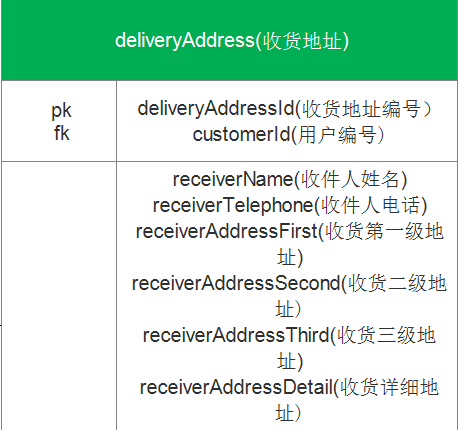 deliveryAddress(收货地址)
pk
deliveryAddressId(收货地址编号）
fk
customerId(用户编号)
receiverName(收件人姓名)
receiverTelephone(收件人电话)
receiverAddressFirst(收货第一级地
址)
receiverAddressSecond(收货二级地
址）
receiverAddressThird(收货三级地
址)
receiverAddressDetail(收货详细地
址）